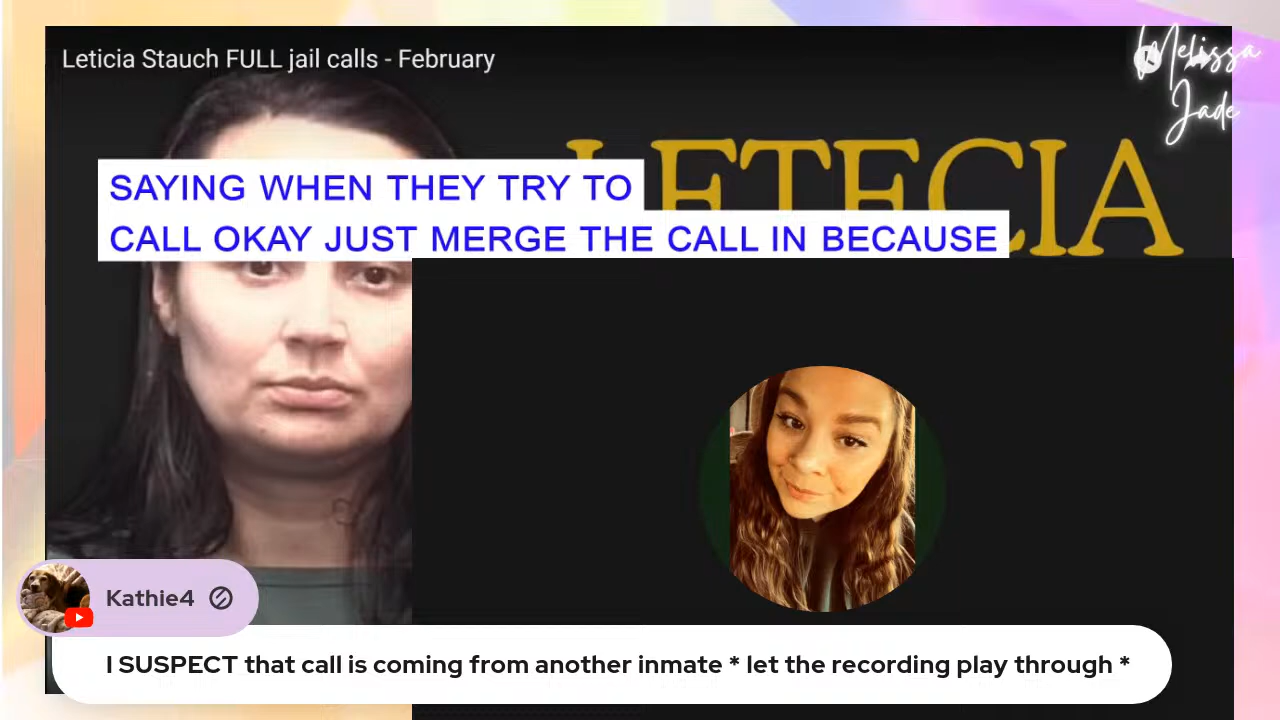 Leticia Stauch FULL jail calls - February
Melissa
Jade
LETECIA
SAYING WHEN THEY TRY TO
CALL OKAY JUST MERGE THE CALL IN BECAUSE
Kathie4
I SUSPECT that call is coming from another inmate * let the recording play through *